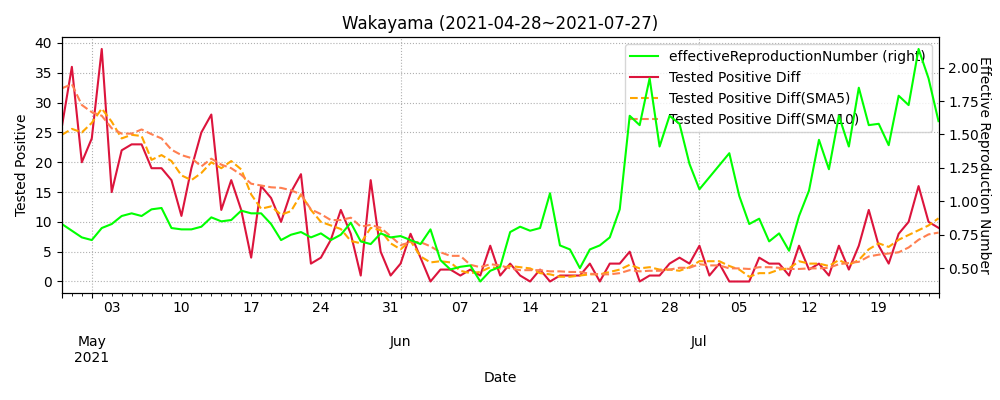 Wakayama (2021-04-28~2021-07-27)
effectiveReproductionNumber (right)
Tested Positive Diff
Tested Positive Diff(SMA5)
Tested Positive Diff(SMA10)
Tested Positive
40
35
30
25
20
15
10
5
0
2.00
1.75
1.50
1.25
1.00
0.75
0.50
Effective Reproduction Number
03 10 17 24 31 07 14 21 28 05 12 19
May Jun Jul
2021
Date